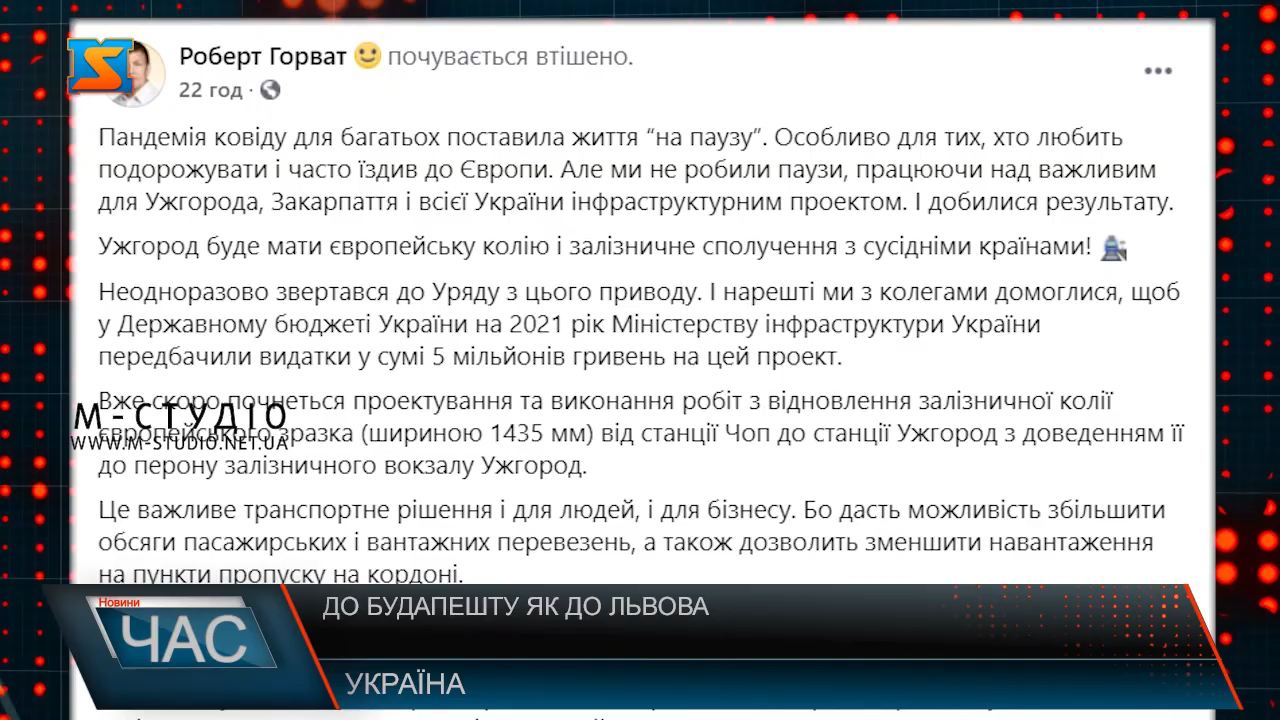 Роберт Горват почувається втішено.
22 год ·
Пандемія ковіду для багатьох поставила життя “на паузу”. Особливо для тих, хто любить
подорожувати і часто їздив до Європи. Але ми не робили паузи, працюючи над важливим
для Ужгорода, Закарпаття і всієї України інфраструктурним проектом. І добилися результату.
Ужгород буде мати європейську колію і залізничне сполучення з сусідніми країнами!
Неодноразово звертався до Уряду з цього приводу. І нарешті ми з колегами домоглися, щоб
у Державному бюджеті України на 2021 рік Міністерству інфраструктури України
передбачили видатки у сумі 5 мільйонів гривень на цей проект.
Вже скоро почнеться проектування та виконання робіт з відновлення залізничної колії
М-СТУДІО
європейського зразка (шириною 1435 мм) від станції Чоп до станції Ужгород з доведенням її
WWW.M-STUDIO.NET.UA
до перону залізничного вокзалу Ужгород.
Це важливе транспортне рішення і для людей, і для бізнесу. Бо дасть можливість збільшити
обсяги пасажирських і вантажних перевезень, а також дозволить зменшити навантаження
на пункти пропуску на кордоні.
Новини
ЧАС
ДО БУДАПЕШТУ ЯК ДО ЛЬВОВА
УКРАЇНА